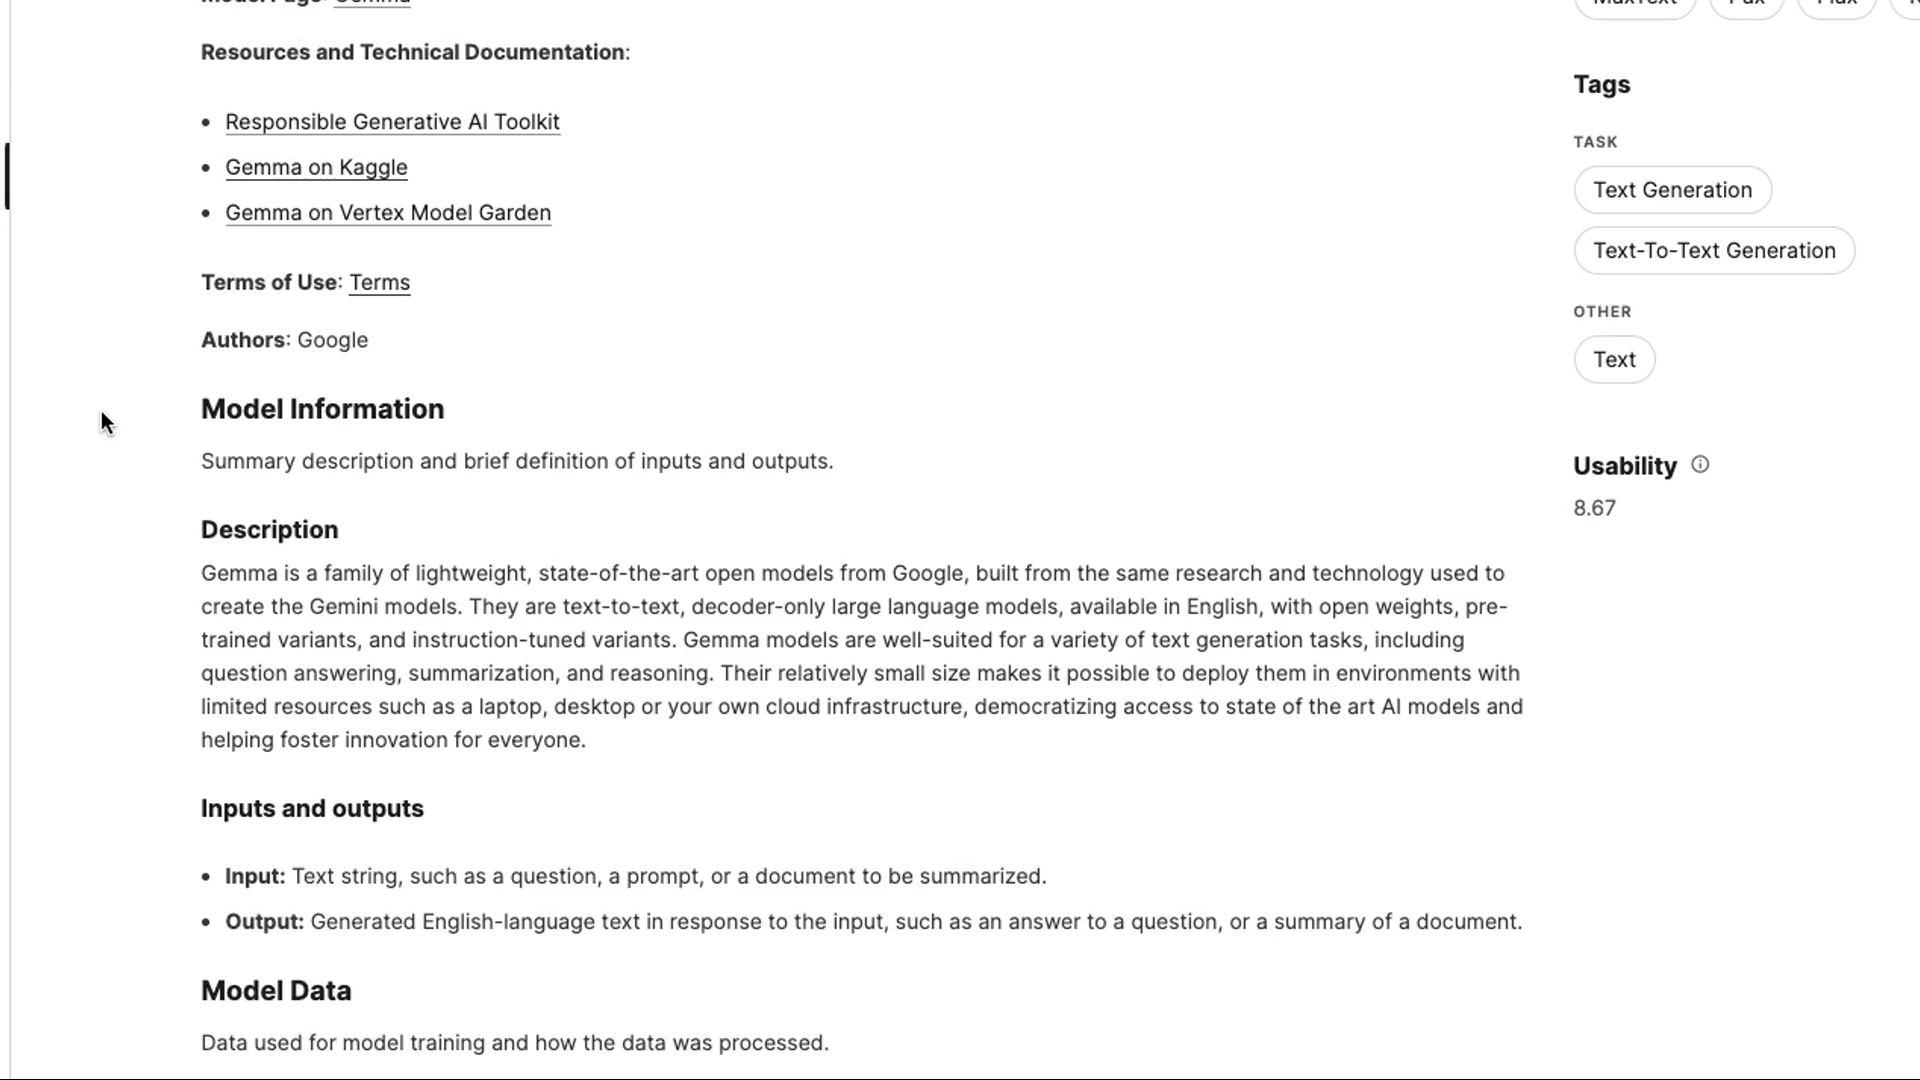 Model Page: Gemma
Resources and Technical Documentation:
• Responsible Generative AI Toolkit
• Gemma on Kaggle
• Gemma on Vertex Model Garden
Terms of Use: Terms
Authors: Google
Model Information
Summary description and brief definition of inputs and outputs.
Description
Gemma is a family of lightweight, state-of-the-art open models from Google, built from the same research and technology used to
create the Gemini models. They are text-to-text, decoder-only large language models, available in English, with open weights, pre-
trained variants, and instruction-tuned variants. Gemma models are well-suited for a variety of text generation tasks, including
question answering, summarization, and reasoning. Their relatively small size makes it possible to deploy them in environments with
limited resources such as a laptop, desktop or your own cloud infrastructure, democratizing access to state of the art AI models and
helping foster innovation for everyone.
Inputs and outputs
• Input: Text string, such as a question, a prompt, or a document to be summarized.
• Output: Generated English-language text in response to the input, such as an answer to a question, or a summary of a document.
Model Data
Data used for model training and how the data was processed.
MaxText Pax Flax
Tags
TASK
Text Generation
Text-To-Text Generation
OTHER
Text
Usability
8.67